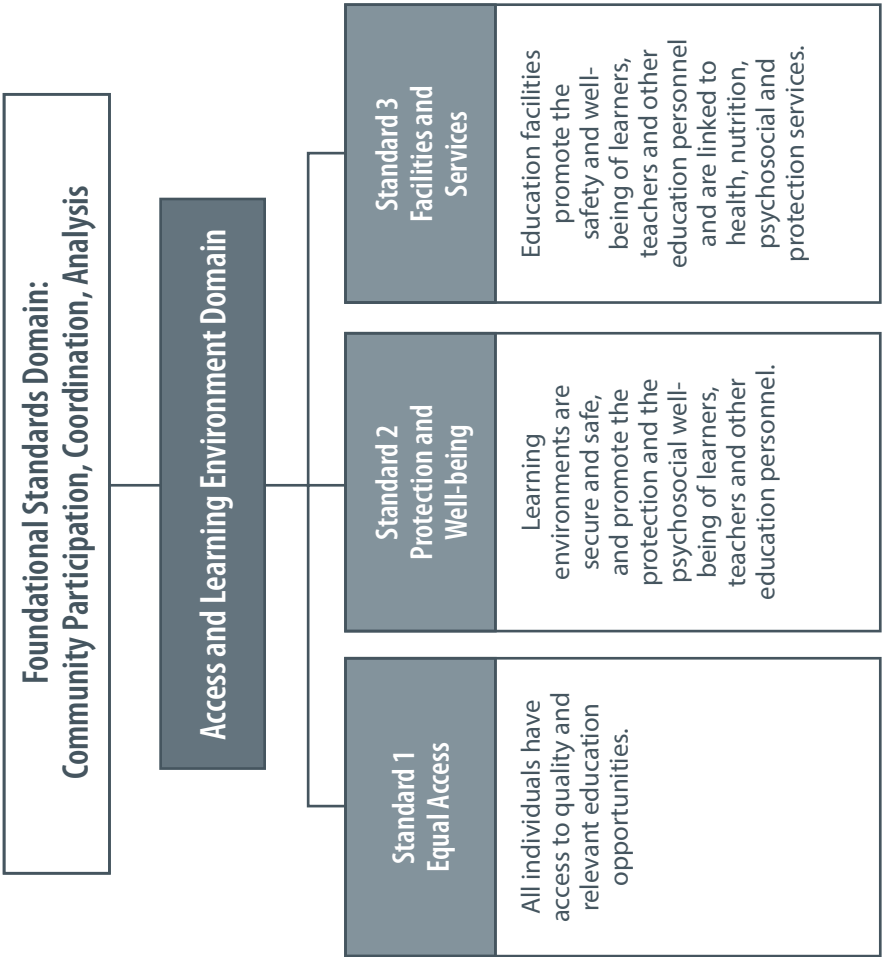 Foundational Standards Domain:
Community Participation, Coordination, Analysis
Access and Learning Environment Domain
Standard 1
Equal Access
All individuals have
access to quality and
relevant education
opportunities.
Standard 2
Protection and
Well-being
Learning
environments are
secure and safe,
and promote the
protection and the
psychosocial well-
being of learners,
teachers and other
education personnel.
Standard 3
Facilities and
Services
Education facilities
promote the
safety and well-
being of learners,
teachers and other
education personnel
and are linked to
health, nutrition,
psychosocial and
protection services.